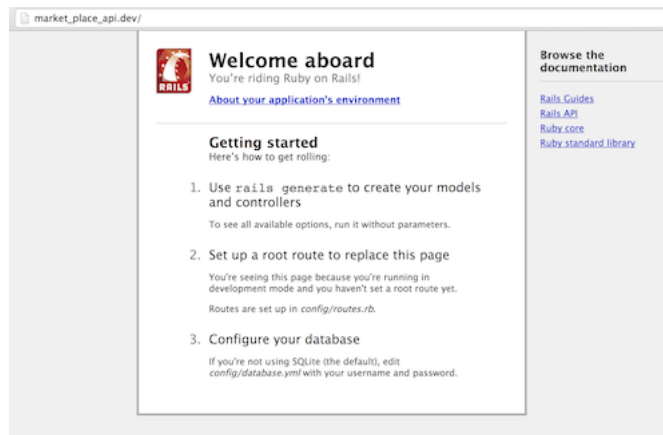 market_place_api.dev/
RAILS
Welcome aboard
You're riding Ruby on Rails!
About your application's environment
Getting started
Here's how to get rolling:
1. Use rails generate to create your models
and controllers
To see all available options, run it without parameters.
2. Set up a root route to replace this page
You're seeing this page because you're running in
development mode and you haven't set a root route yet.
Routes are set up in config/routes.rb.
3. Configure your database
If you're not using SQLite (the default), edit
config/database.yml with your username and password.
Browse the
documentation
Rails Guides
Rails API
Ruby core
Ruby standard library